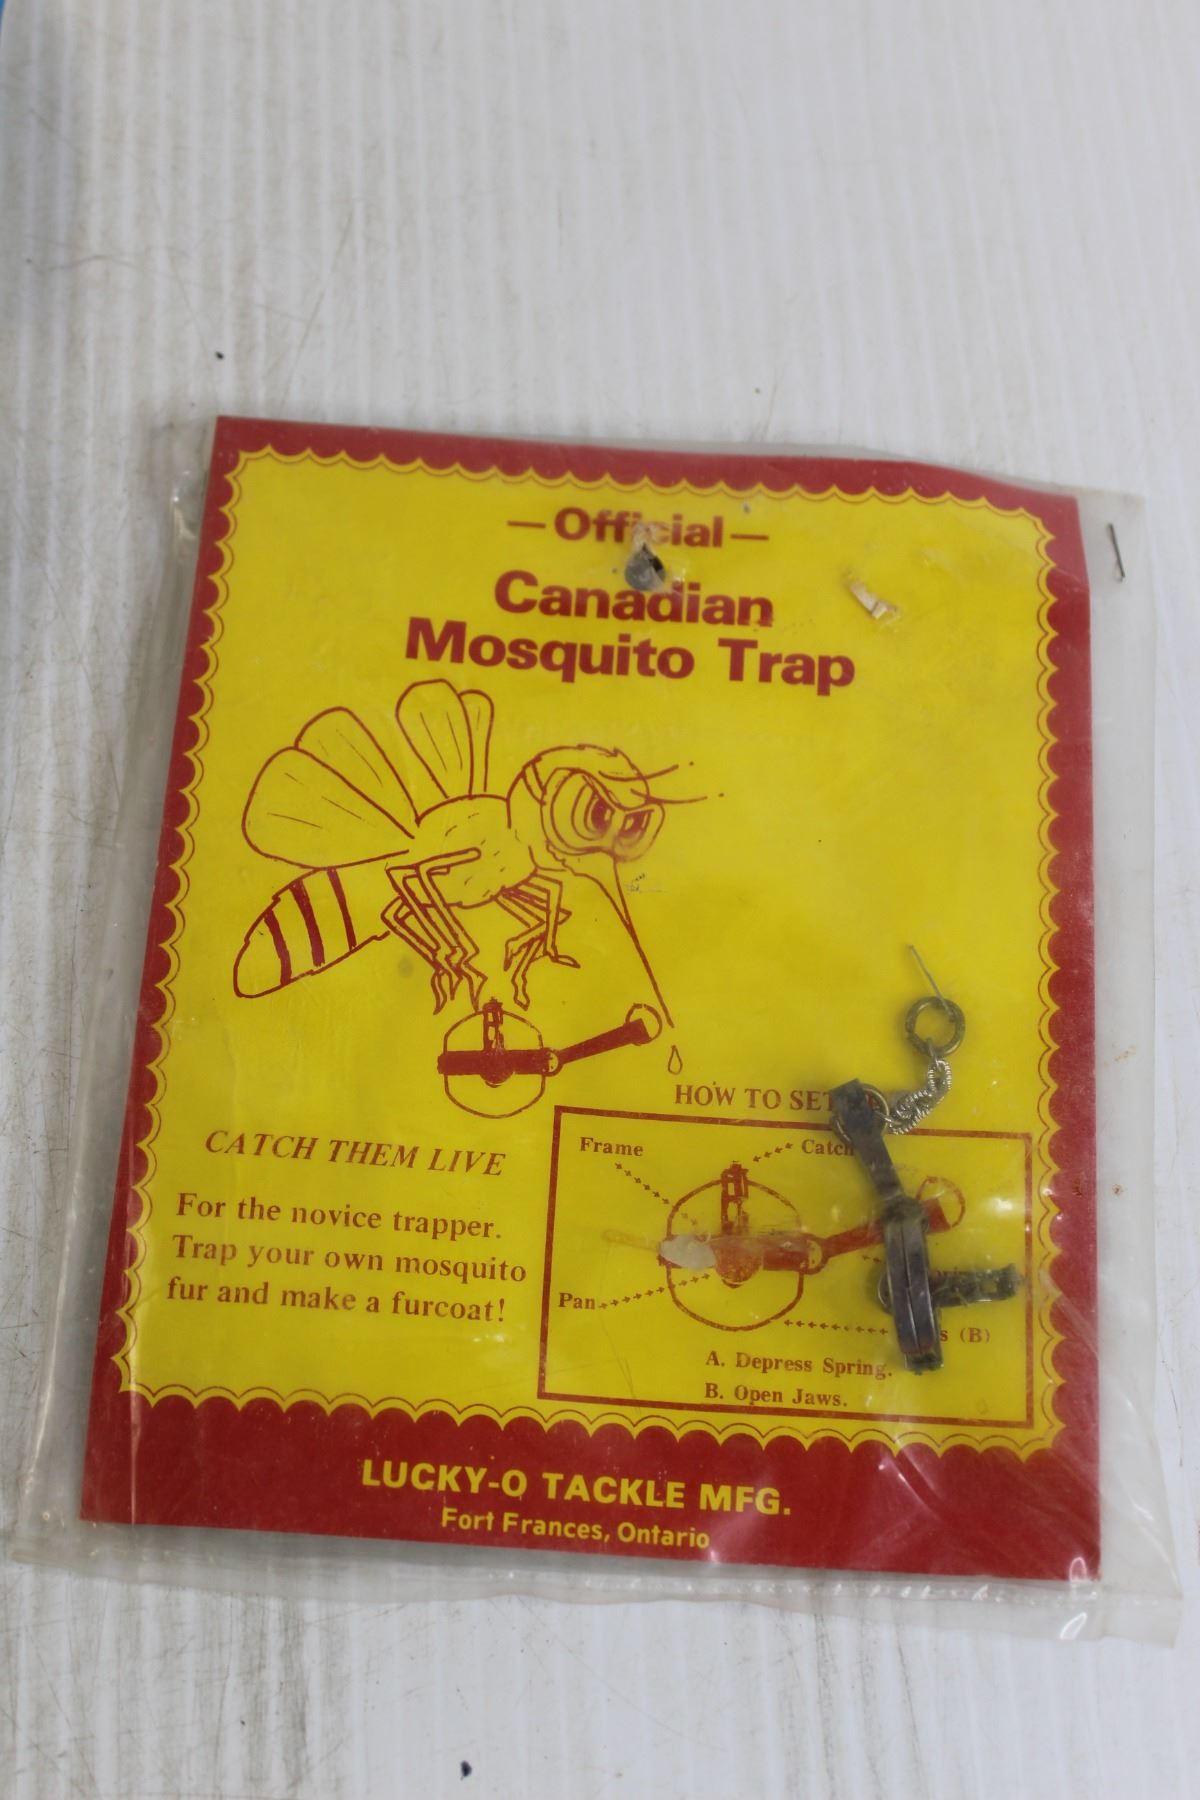 —Official—
Canadian
Mosquito Trap
CATCH THEM LIVE
For the novice trapper.
Trap your own mosquito
fur and make a furcoat!
HOW TO SET
Frame
Catch
Pan
(B)
A. Depress Spring.
B. Open Jaws.
LUCKY-O TACKLE MFG.
Fort Frances, Ontario